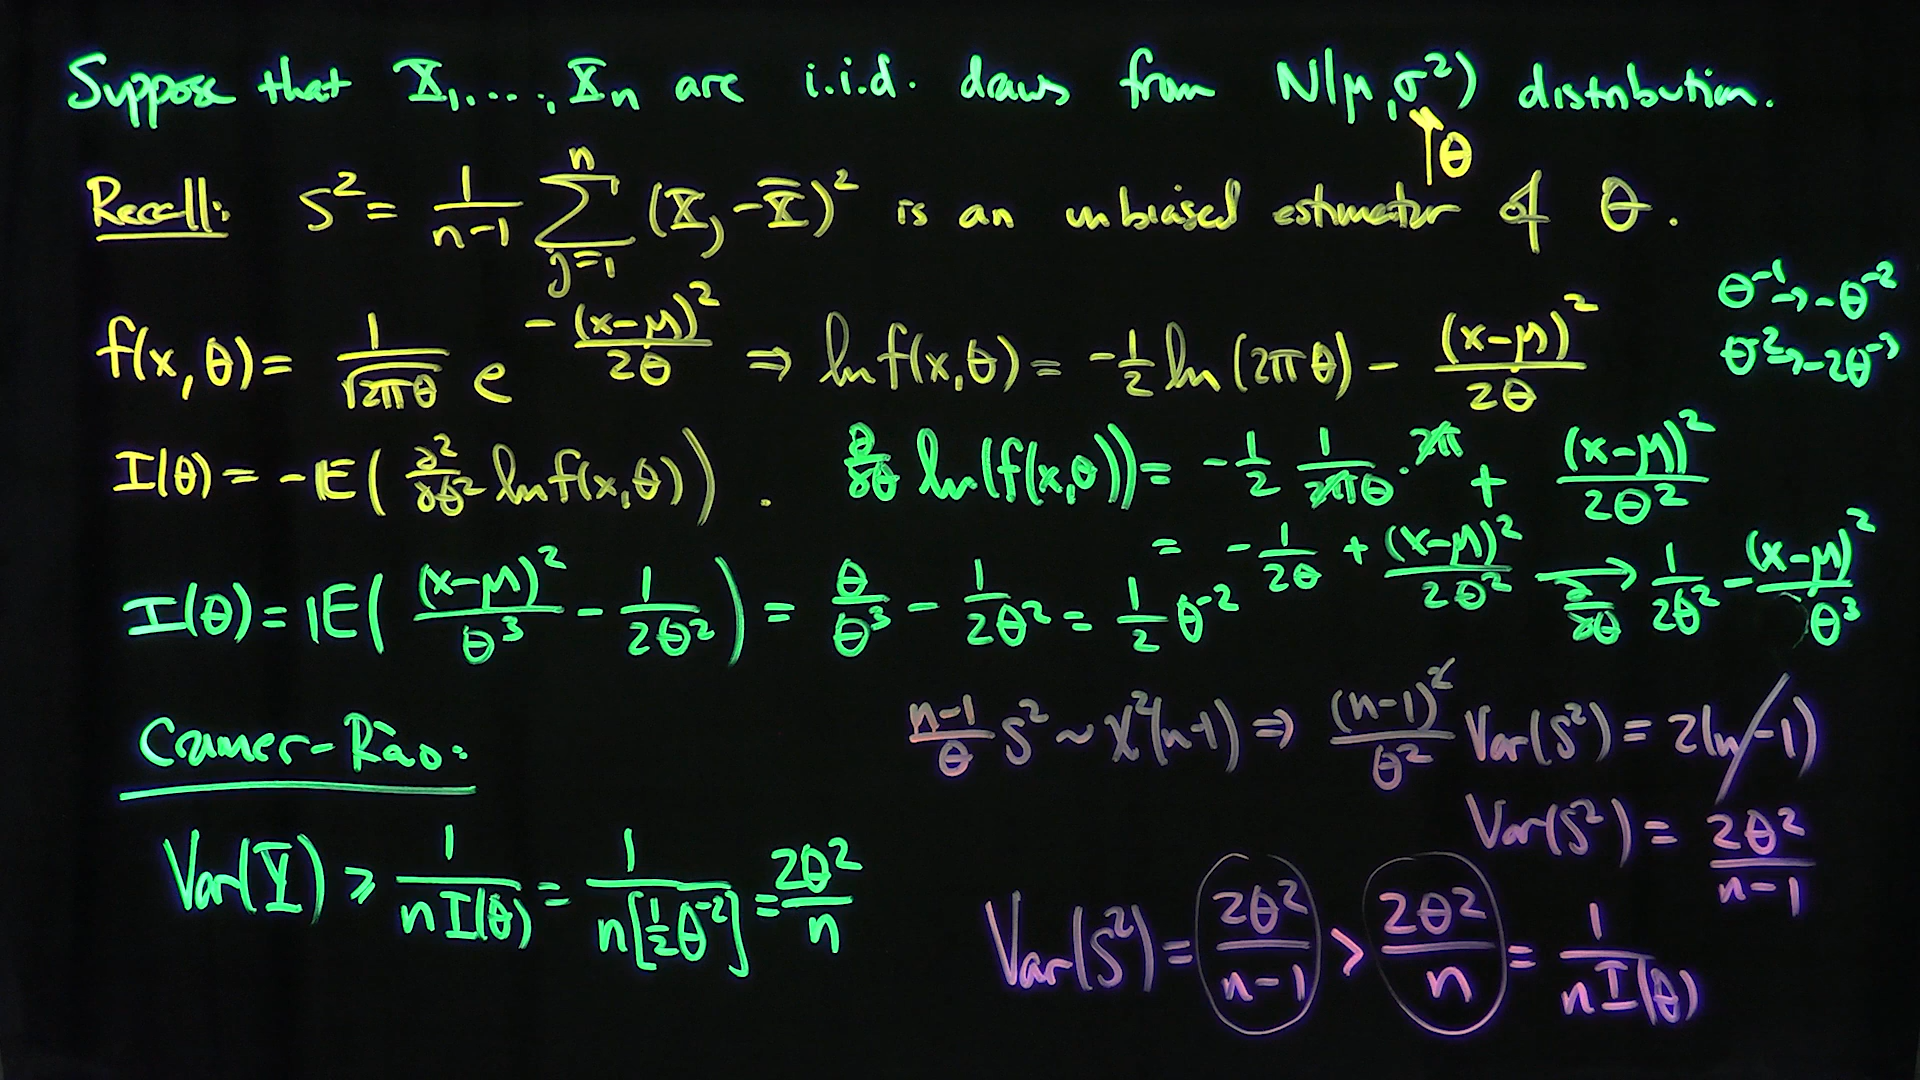 Suppose that X₁,...,Xₙ are i.i.d. draws from N(μ,σ²) distribution.
↑θ
Recall: S² = 1/(n-1) Σ_{j=1}^{n} (X_j - X̄)² is an unbiased estimator of θ.
θ⁻¹ → -θ⁻²
θ² → -2θ⁻³
f(x,θ) = 1/√(2πθ) e^{-(x-μ)²/(2θ)} ⇒ ln f(x,θ) = -1/2 ln(2πθ) - (x-μ)²/(2θ)
I(θ) = -E(∂²/∂θ² ln f(x,θ)). ∂/∂θ ln(f(x,θ)) = -1/2 1/(2πθ)·2π + (x-μ)²/(2θ²)
= -1/(2θ) + (x-μ)²/(2θ²) →_{∂/∂θ} 1/(2θ²) - (x-μ)²/θ³
I(θ) = E((x-μ)²/θ³ - 1/(2θ²)) = θ/θ³ - 1/(2θ²) = 1/2 θ⁻²
Cramer-Rao:
Var(Y) ≥ 1/(nI(θ)) = 1/(n[1/2 θ⁻²]) = 2θ²/n
(n-1)/θ S² ~ χ²(n-1) ⇒ (n-1)²/θ² Var(S²) = 2(n-1)
Var(S²) = 2θ²/(n-1)
Var(S²) = 2θ²/(n-1) > 2θ²/n = 1/(nI(θ))